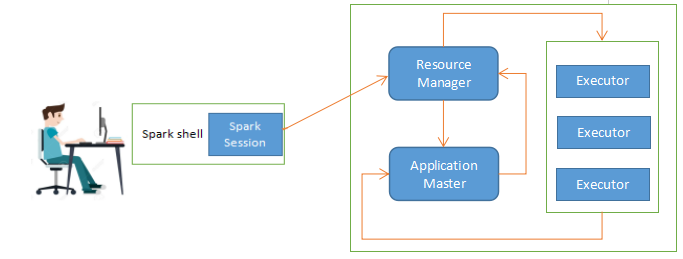 Resource
Manager
Executor
Spark shell
Spark
Session
Executor
Application
Master
Executor